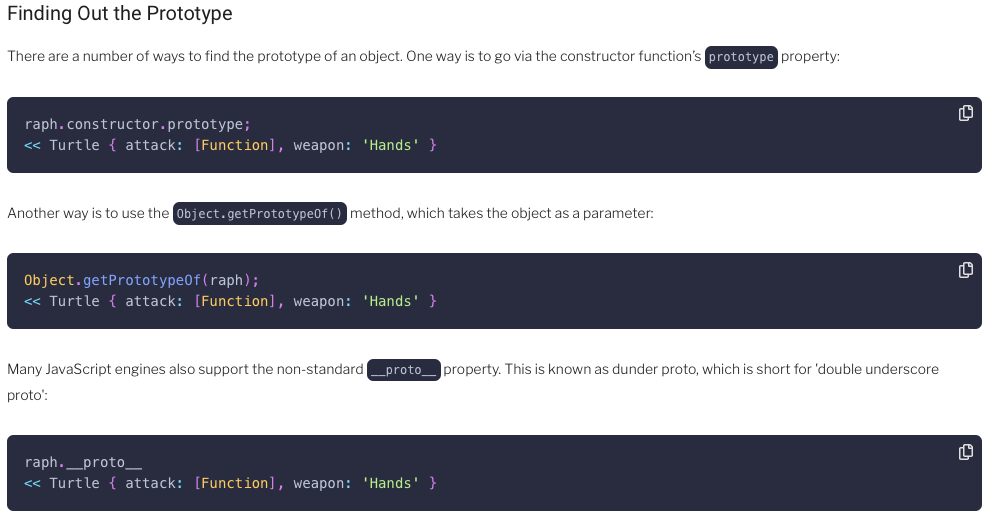 Finding Out the Prototype
There are a number of ways to find the prototype of an object. One way is to go via the constructor function’s prototype property:
raph.constructor.prototype;
<< Turtle { attack: [Function], weapon: 'Hands' }
Another way is to use the Object.getPrototypeOf() method, which takes the object as a parameter:
Object.getPrototypeOf(raph);
<< Turtle { attack: [Function], weapon: 'Hands' }
Many JavaScript engines also support the non-standard __proto__ property. This is known as dunder proto, which is short for 'double underscore
proto':
raph.__proto__
<< Turtle { attack: [Function], weapon: 'Hands' }